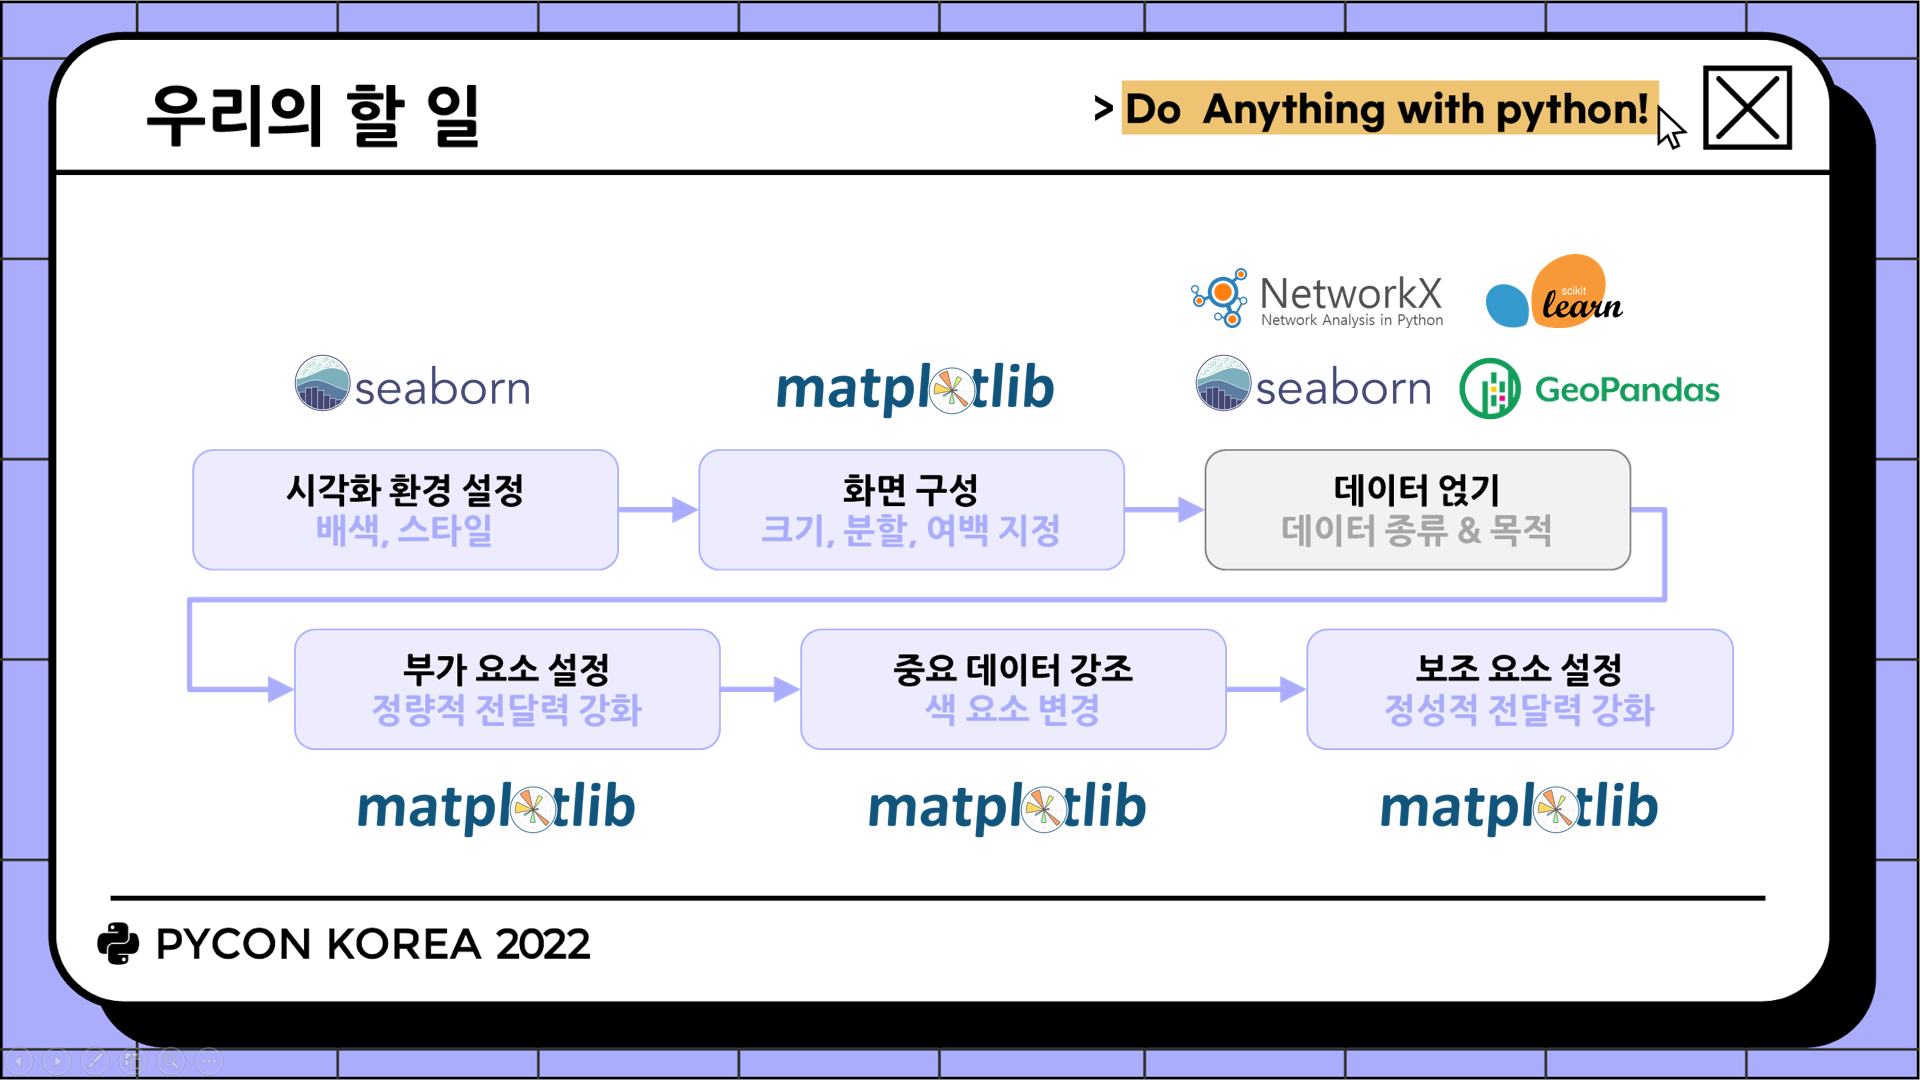 우리의 할 일
> Do Anything with python!
NetworkX
Network Analysis in Python
scikit
learn
seaborn
matplotlib
seaborn
GeoPandas
시각화 환경 설정
배색, 스타일
화면 구성
크기, 분할, 여백 지정
데이터 얹기
데이터 종류 & 목적
부가 요소 설정
정량적 전달력 강화
중요 데이터 강조
색 요소 변경
보조 요소 설정
정성적 전달력 강화
matplotlib
matplotlib
matplotlib
PYCON KOREA 2022